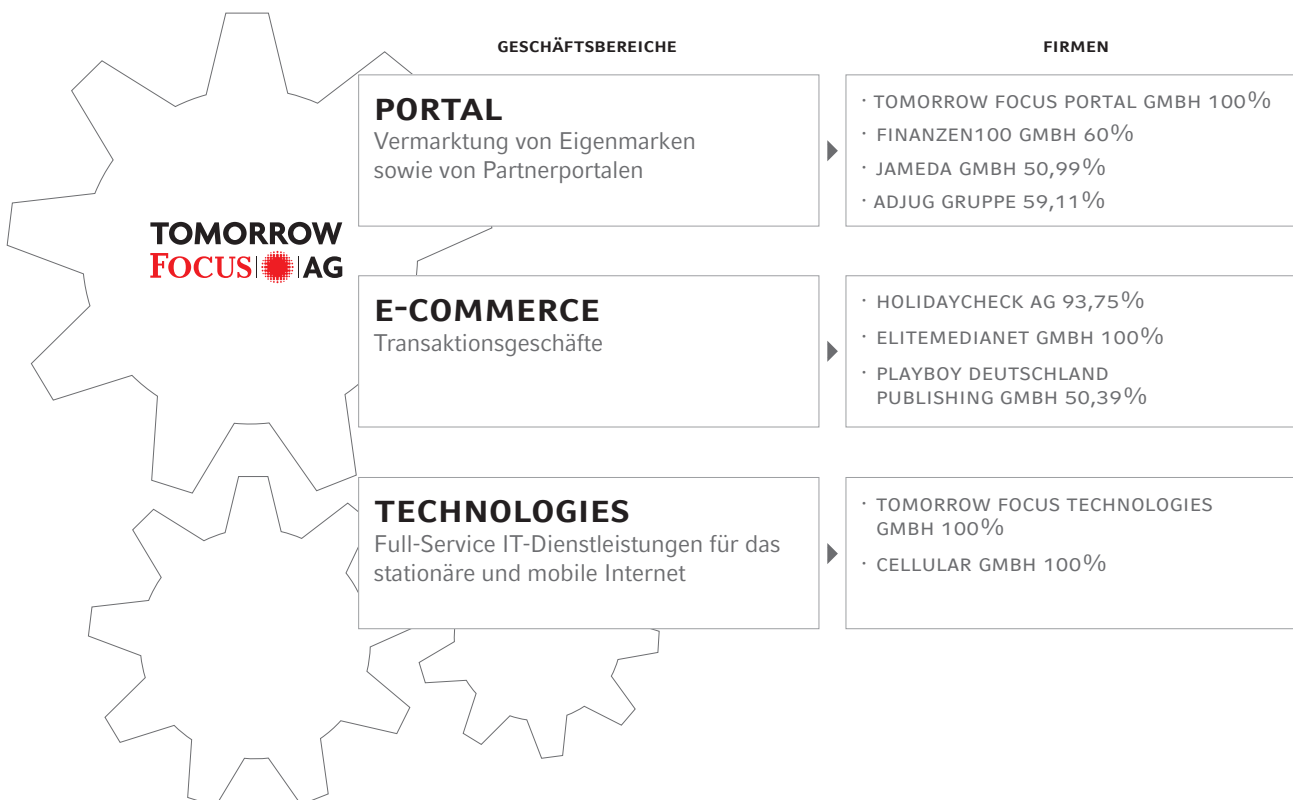 GESCHÄFTSBEREICHE
FIRMEN
TOMORROW
FOCUS AG
PORTAL
Vermarktung von Eigenmarken
sowie von Partnerportalen
· TOMORROW FOCUS PORTAL GMBH 100%
· FINANZEN100 GMBH 60%
· JAMEDA GMBH 50,99%
· ADJUG GRUPPE 59,11%
E-COMMERCE
Transaktionsgeschäfte
· HOLIDAYCHECK AG 93,75%
· ELITEMEDIANET GMBH 100%
· PLAYBOY DEUTSCHLAND
PUBLISHING GMBH 50,39%
TECHNOLOGIES
Full-Service IT-Dienstleistungen für das
stationäre und mobile Internet
· TOMORROW FOCUS TECHNOLOGIES
GMBH 100%
· CELLULAR GMBH 100%